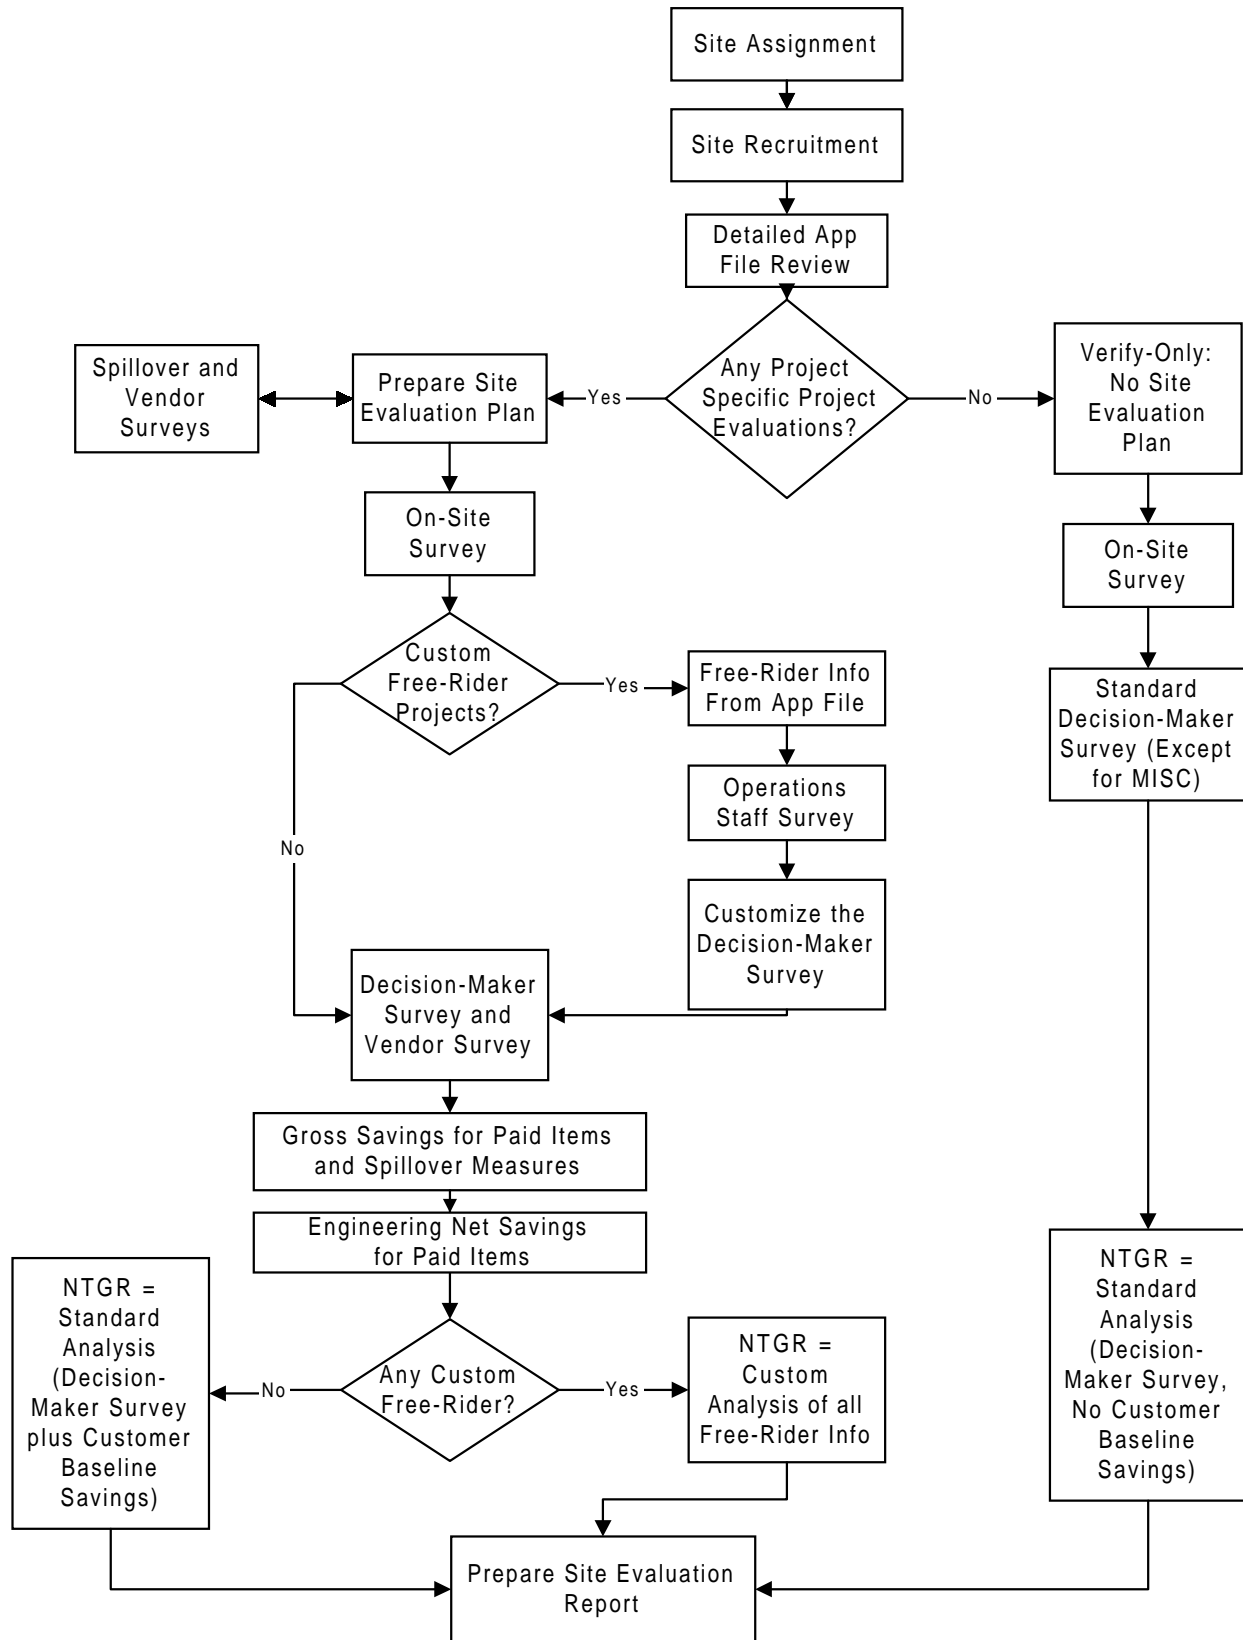 Site Assignment
Site Recruitment
Detailed App
File Review
Any Project
Specific Project
Evaluations?
Yes
No
Spillover and
Vendor
Surveys
Prepare Site
Evaluation Plan
Verify-Only:
No Site
Evaluation
Plan
On-Site
Survey
On-Site
Survey
Custom
Free-Rider
Projects?
Yes
No
Free-Rider Info
From App File
Standard
Decision-Maker
Survey (Except
for MISC)
Operations
Staff Survey
Customize the
Decision-Maker
Survey
Decision-Maker
Survey and
Vendor Survey
Gross Savings for Paid Items
and Spillover Measures
Engineering Net Savings
for Paid Items
NTGR =
Standard
Analysis
(Decision-
Maker Survey
plus Customer
Baseline
Savings)
No
Any Custom
Free-Rider?
Yes
NTGR =
Custom
Analysis of all
Free-Rider Info
NTGR =
Standard
Analysis
(Decision-
Maker Survey,
No Customer
Baseline
Savings)
Prepare Site Evaluation
Report